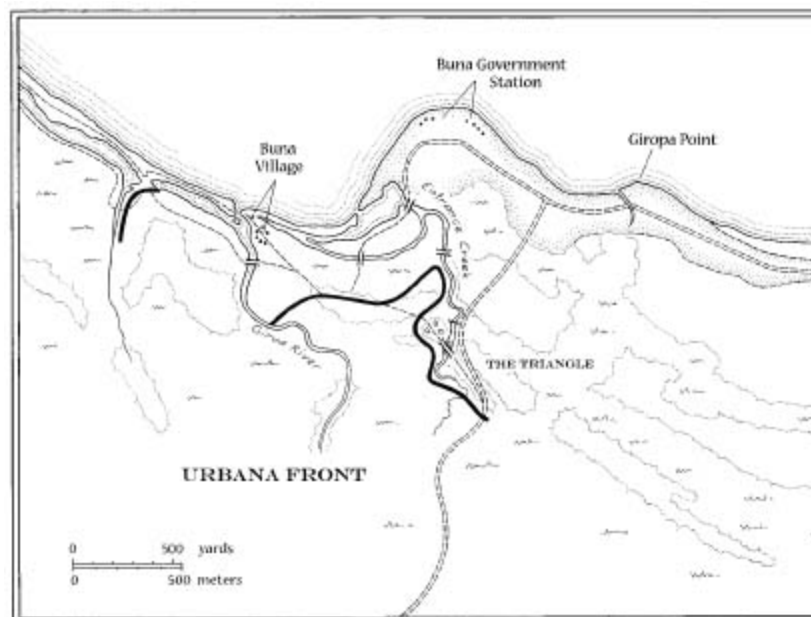 Buna Government
Station
Giropa Point
Buna
Village
Entrance Creek
Girua River
THE TRIANGLE
URBANA FRONT
0 500 yards
0 500 meters